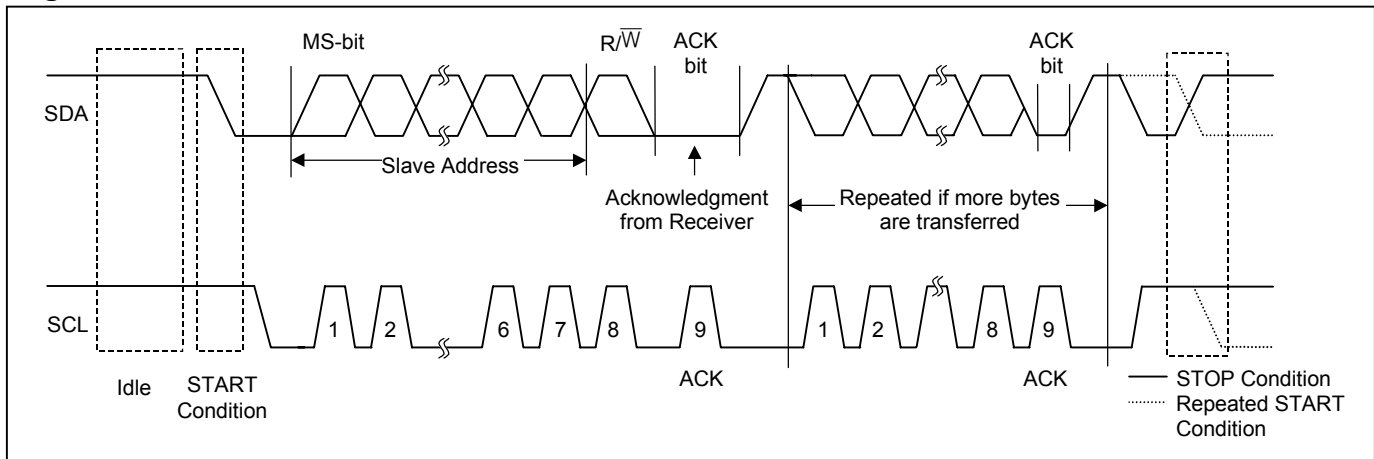 MS-bit
R/W̅
ACK
bit
ACK
bit
SDA
Slave Address
Acknowledgment
from Receiver
Repeated if more bytes
are transferred
SCL
1
2
6
7
8
9
1
2
8
9
Idle
START
Condition
ACK
ACK
STOP Condition
Repeated START
Condition